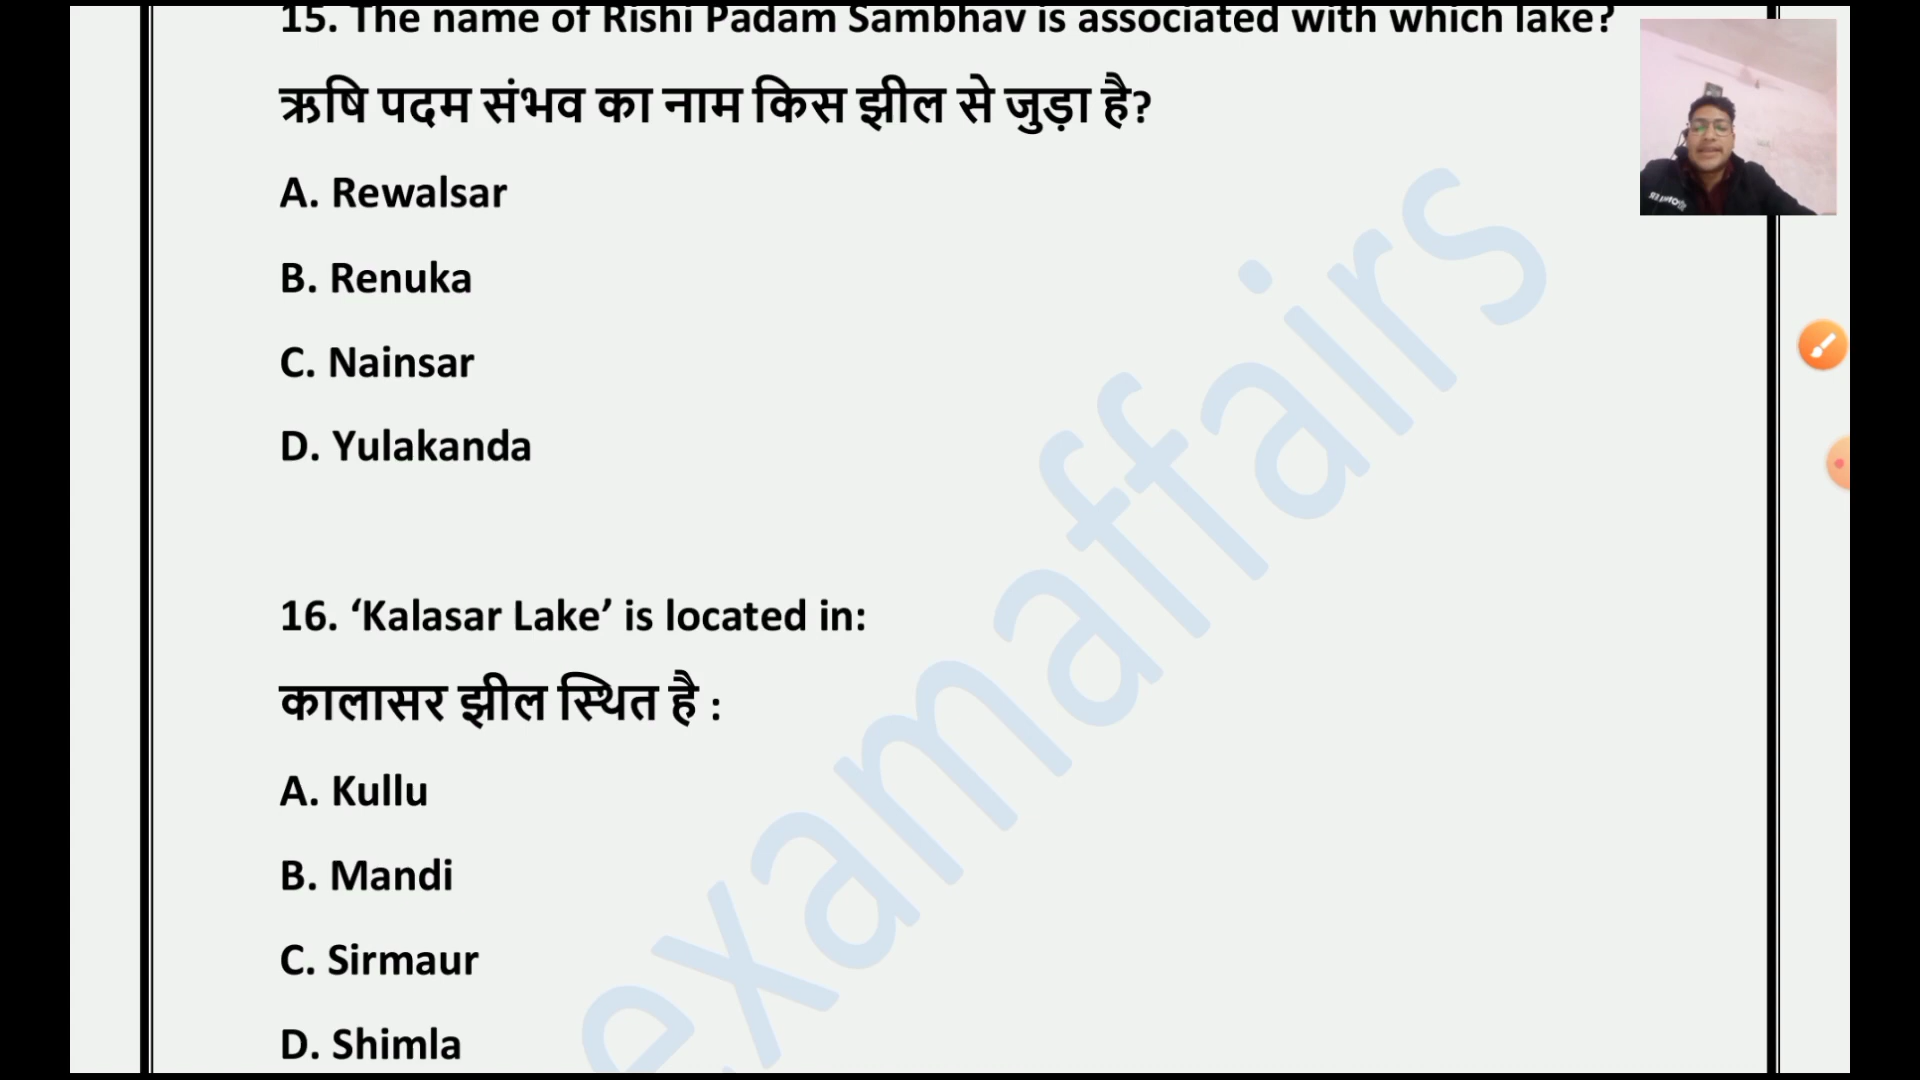 15. The name of Rishi Padam Sambhav is associated with which lake?
ऋषि पदम संभव का नाम किस झील से जुड़ा है?
A. Rewalsar
B. Renuka
C. Nainsar
D. Yulakanda
16. ‘Kalasar Lake’ is located in:
कालासर झील स्थित है :
A. Kullu
B. Mandi
C. Sirmaur
D. Shimla
examaffairs